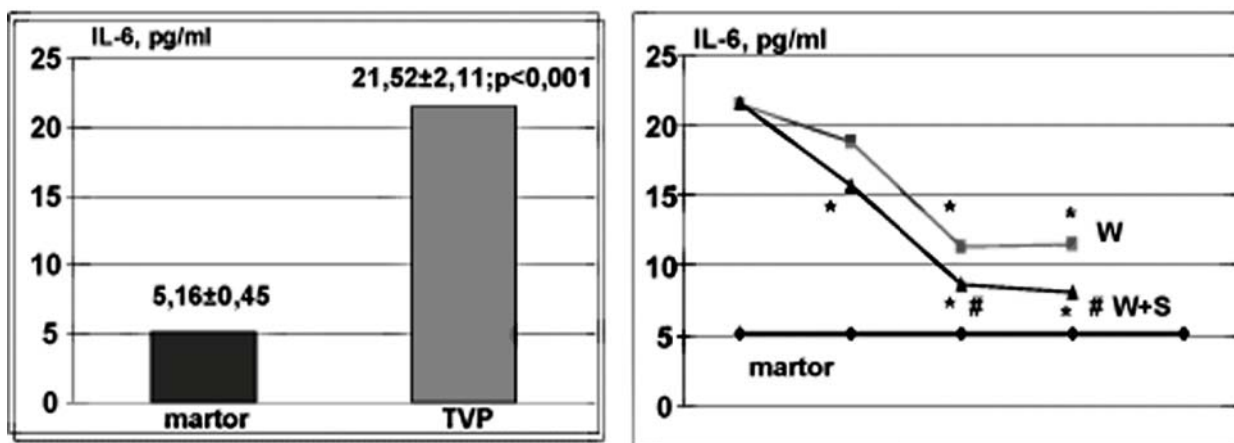 IL-6, pg/ml
25
21,52±2,11;p<0,001
20
15
10
5,16±0,45
5
0
martor
TVP
IL-6, pg/ml
25
20
15
*
*
*
W
10
*
#
*
# W+S
5
martor
0